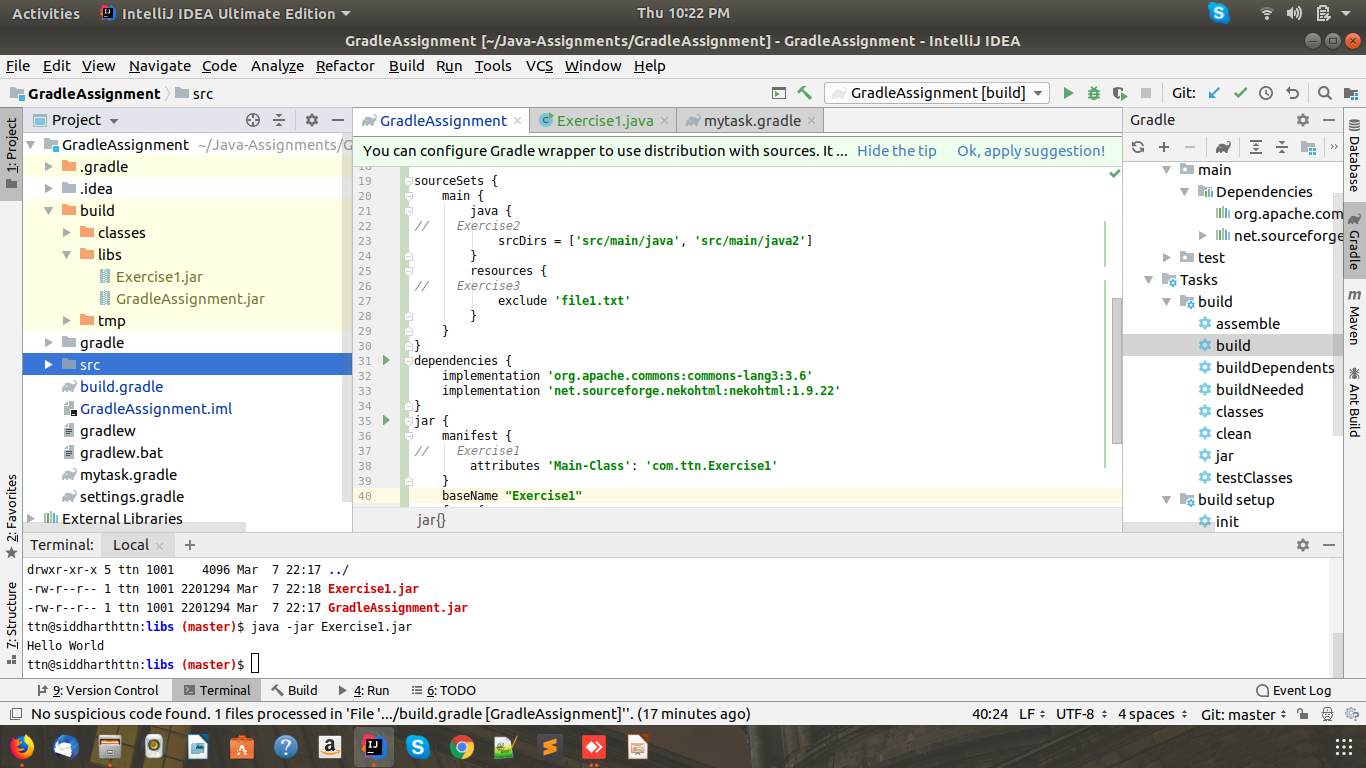 Activities
IntelliJ IDEA Ultimate Edition
Thu 10:22 PM
GradleAssignment [~/Java-Assignments/GradleAssignment] - GradleAssignment - IntelliJ IDEA
File Edit View Navigate Code Analyze Refactor Build Run Tools VCS Window Help
GradleAssignment src
GradleAssignment [build]
Git:
1: Project
2: Favorites
7: Structure
Project
GradleAssignment ~/Java-Assignments/G
.gradle
.idea
build
classes
libs
Exercise1.jar
GradleAssignment.jar
tmp
gradle
src
build.gradle
GradleAssignment.iml
gradlew
gradlew.bat
mytask.gradle
settings.gradle
External Libraries
GradleAssignment Exercise1.java mytask.gradle
You can configure Gradle wrapper to use distribution with sources. It ... Hide the tip Ok, apply suggestion!
19 sourceSets {
20 main {
21 java {
22 // Exercise2
23 srcDirs = ['src/main/java', 'src/main/java2']
24 }
25 resources {
26 // Exercise3
27 exclude 'file1.txt'
28 }
29 }
30 }
31 dependencies {
32 implementation 'org.apache.commons:commons-lang3:3.6'
33 implementation 'net.sourceforge.nekohtml:nekohtml:1.9.22'
34 }
35 jar {
36 manifest {
37 // Exercise1
38 attributes 'Main-Class': 'com.ttn.Exercise1'
39 }
40 baseName "Exercise1"
jar{}
Gradle
main
Dependencies
org.apache.com
net.sourceforge
test
Tasks
build
assemble
build
buildDependents
buildNeeded
classes
clean
jar
testClasses
build setup
init
Database
Gradle
Maven
Ant Build
Terminal: Local
drwxr-xr-x 5 ttn 1001 4096 Mar 7 22:17 ../
-rw-r--r-- 1 ttn 1001 2201294 Mar 7 22:18 Exercise1.jar
-rw-r--r-- 1 ttn 1001 2201294 Mar 7 22:17 GradleAssignment.jar
ttn@siddharthttn:libs (master)$ java -jar Exercise1.jar
Hello World
ttn@siddharthttn:libs (master)$
9: Version Control Terminal Build 4: Run 6: TODO Event Log
No suspicious code found. 1 files processed in 'File '.../build.gradle [GradleAssignment]''. (17 minutes ago) 40:24 LF UTF-8 4 spaces Git: master